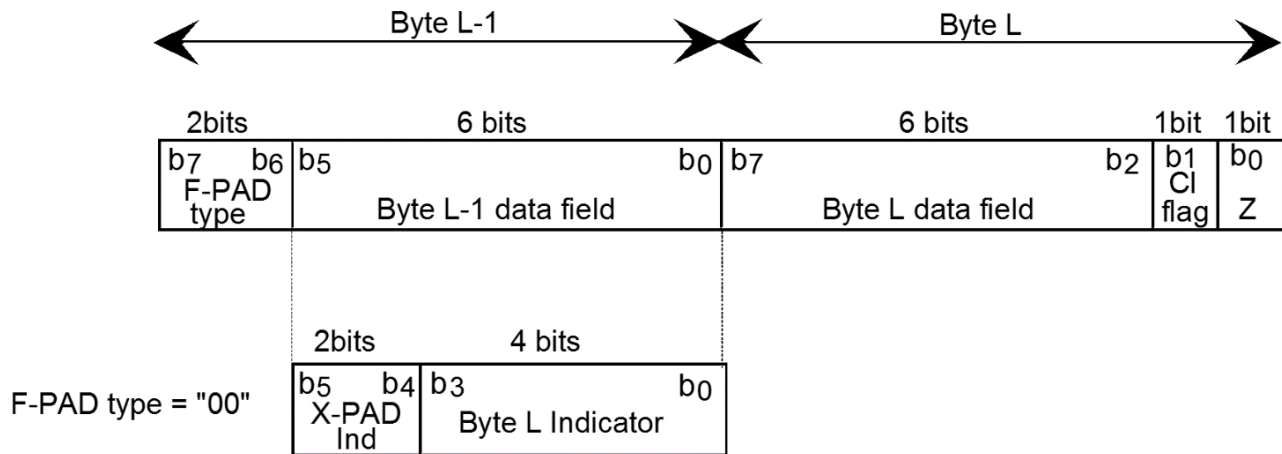 Byte L-1 Byte L
2bits 6 bits 6 bits 1bit 1bit
b7 b6 b5 b0 b7 b2 b1 b0
F-PAD type Byte L-1 data field Byte L data field CI flag Z
2bits 4 bits
b5 b4 b3 b0
F-PAD type = "00" X-PAD Ind Byte L Indicator